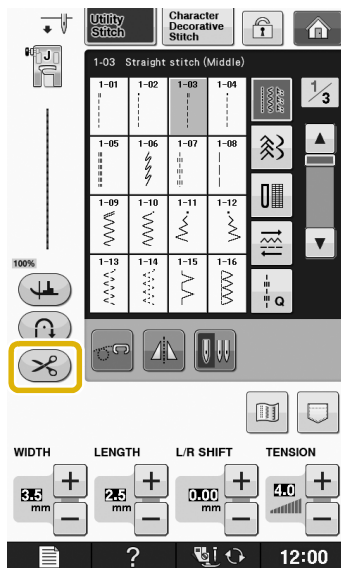 Utility
Stitch
Character
Decorative
Stitch
J
1-03 Straight stitch (Middle)
1/3
1-01 1-02 1-03 1-04
1-05 1-06 1-07 1-08
1-09 1-10 1-11 1-12
1-13 1-14 1-15 1-16
Q
100%
WIDTH LENGTH L/R SHIFT TENSION
3.5 mm 2.5 mm 0.00 mm 4.0
+ + + +
− − − −
? 12:00